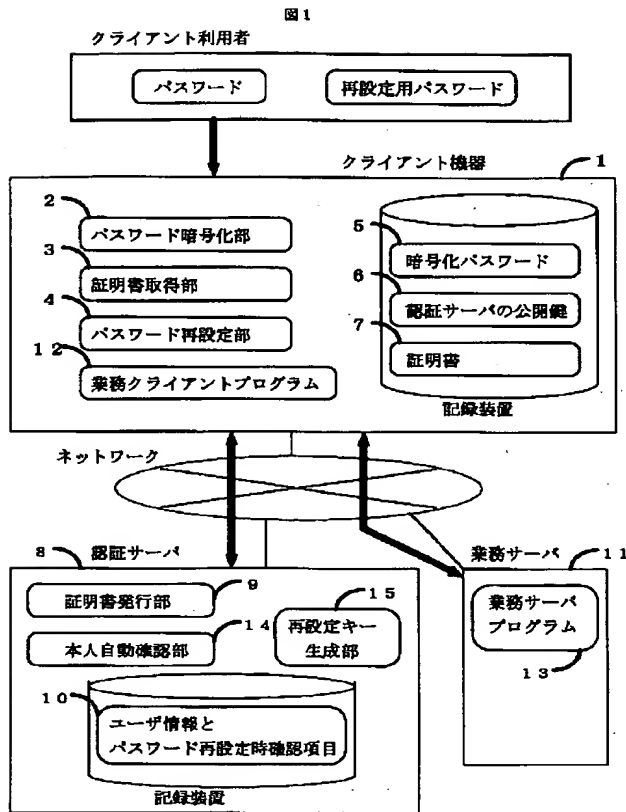 図1
クライアント利用者
パスワード
再設定用パスワード
クライアント機器
1
2
パスワード暗号化部
3
証明書取得部
4
パスワード再設定部
12
業務クライアントプログラム
5
暗号化パスワード
6
認証サーバの公開鍵
7
証明書
記録装置
ネットワーク
8
認証サーバ
証明書発行部
9
本人自動確認部
14
再設定キー
生成部
15
10
ユーザ情報と
パスワード再設定時確認項目
記録装置
業務サーバ
11
業務サーバ
プログラム
13